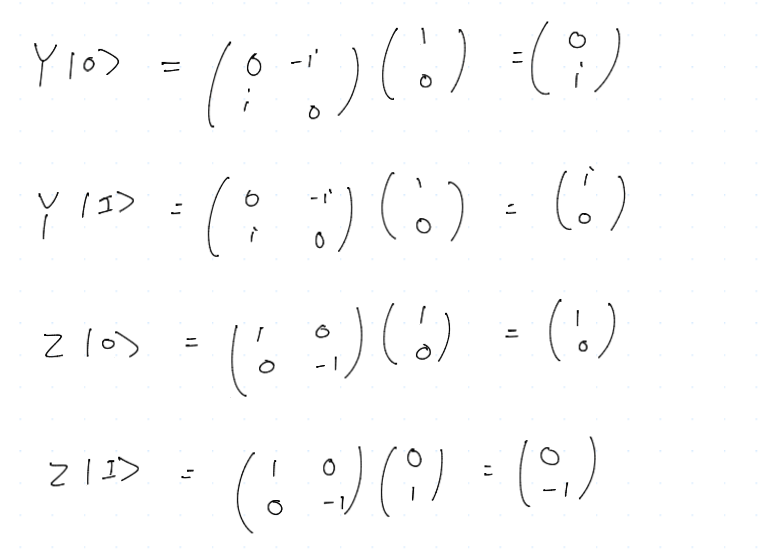 Y|0> = (0 -i; i 0) (1; 0) = (0; i)
Y|1> = (0 -i; i 0) (1; 0) = (i; 0)
Z|0> = (1 0; 0 -1) (1; 0) = (1; 0)
Z|1> = (1 0; 0 -1) (0; 1) = (0; -1)